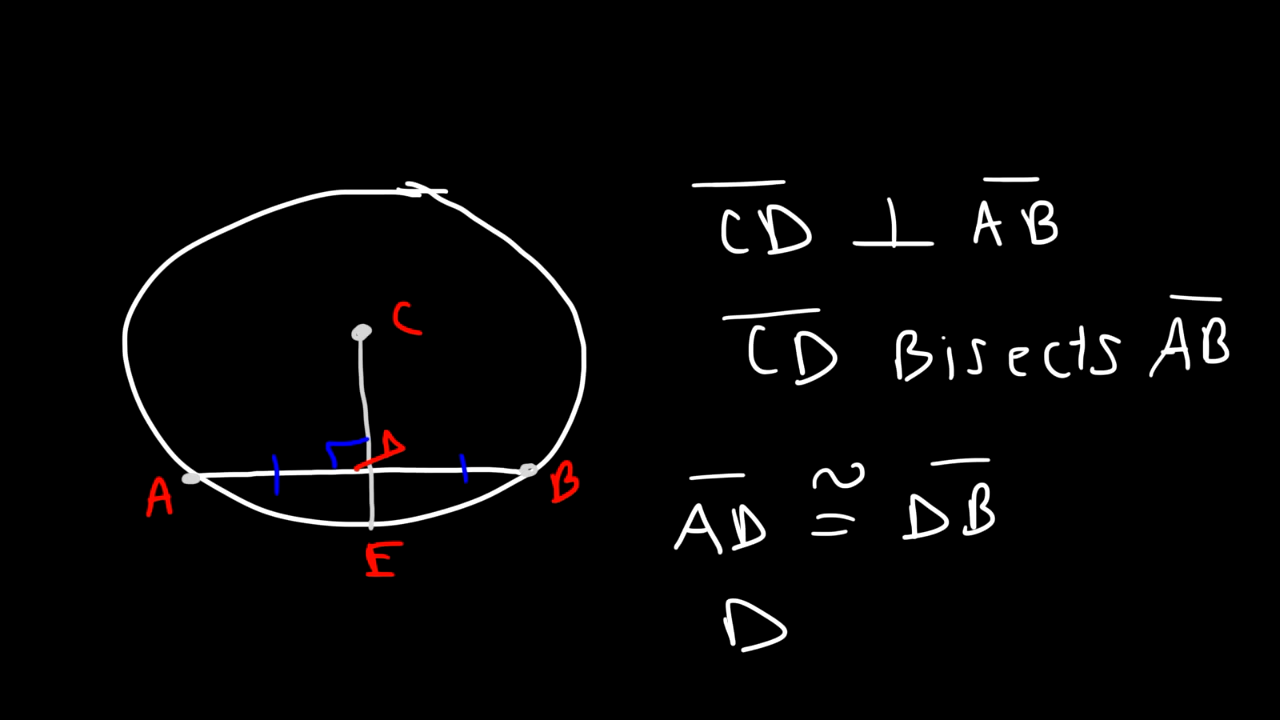 C
D
A
B
E
CD ⊥ AB
CD Bisects AB
AD ≅ DB
D